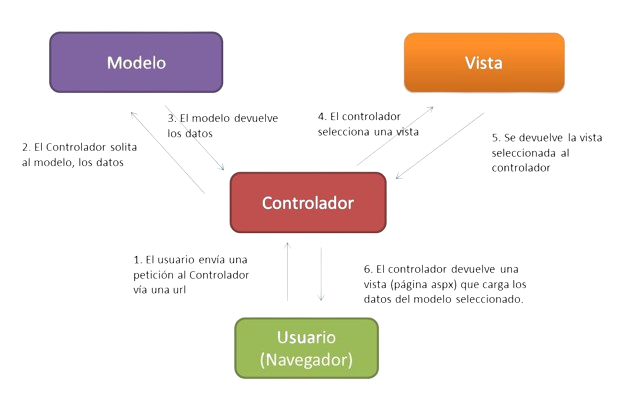 Modelo
Vista
3. El modelo devuelve
los datos
4. El controlador
selecciona una vista
2. El Controlador solita
al modelo, los datos
5. Se devuelve la vista
seleccionada al
controlador
Controlador
1. El usuario envía una
petición al Controlador
vía una url
6. El controlador devuelve una
vista (página aspx) que carga los
datos del modelo seleccionado.
Usuario
(Navegador)